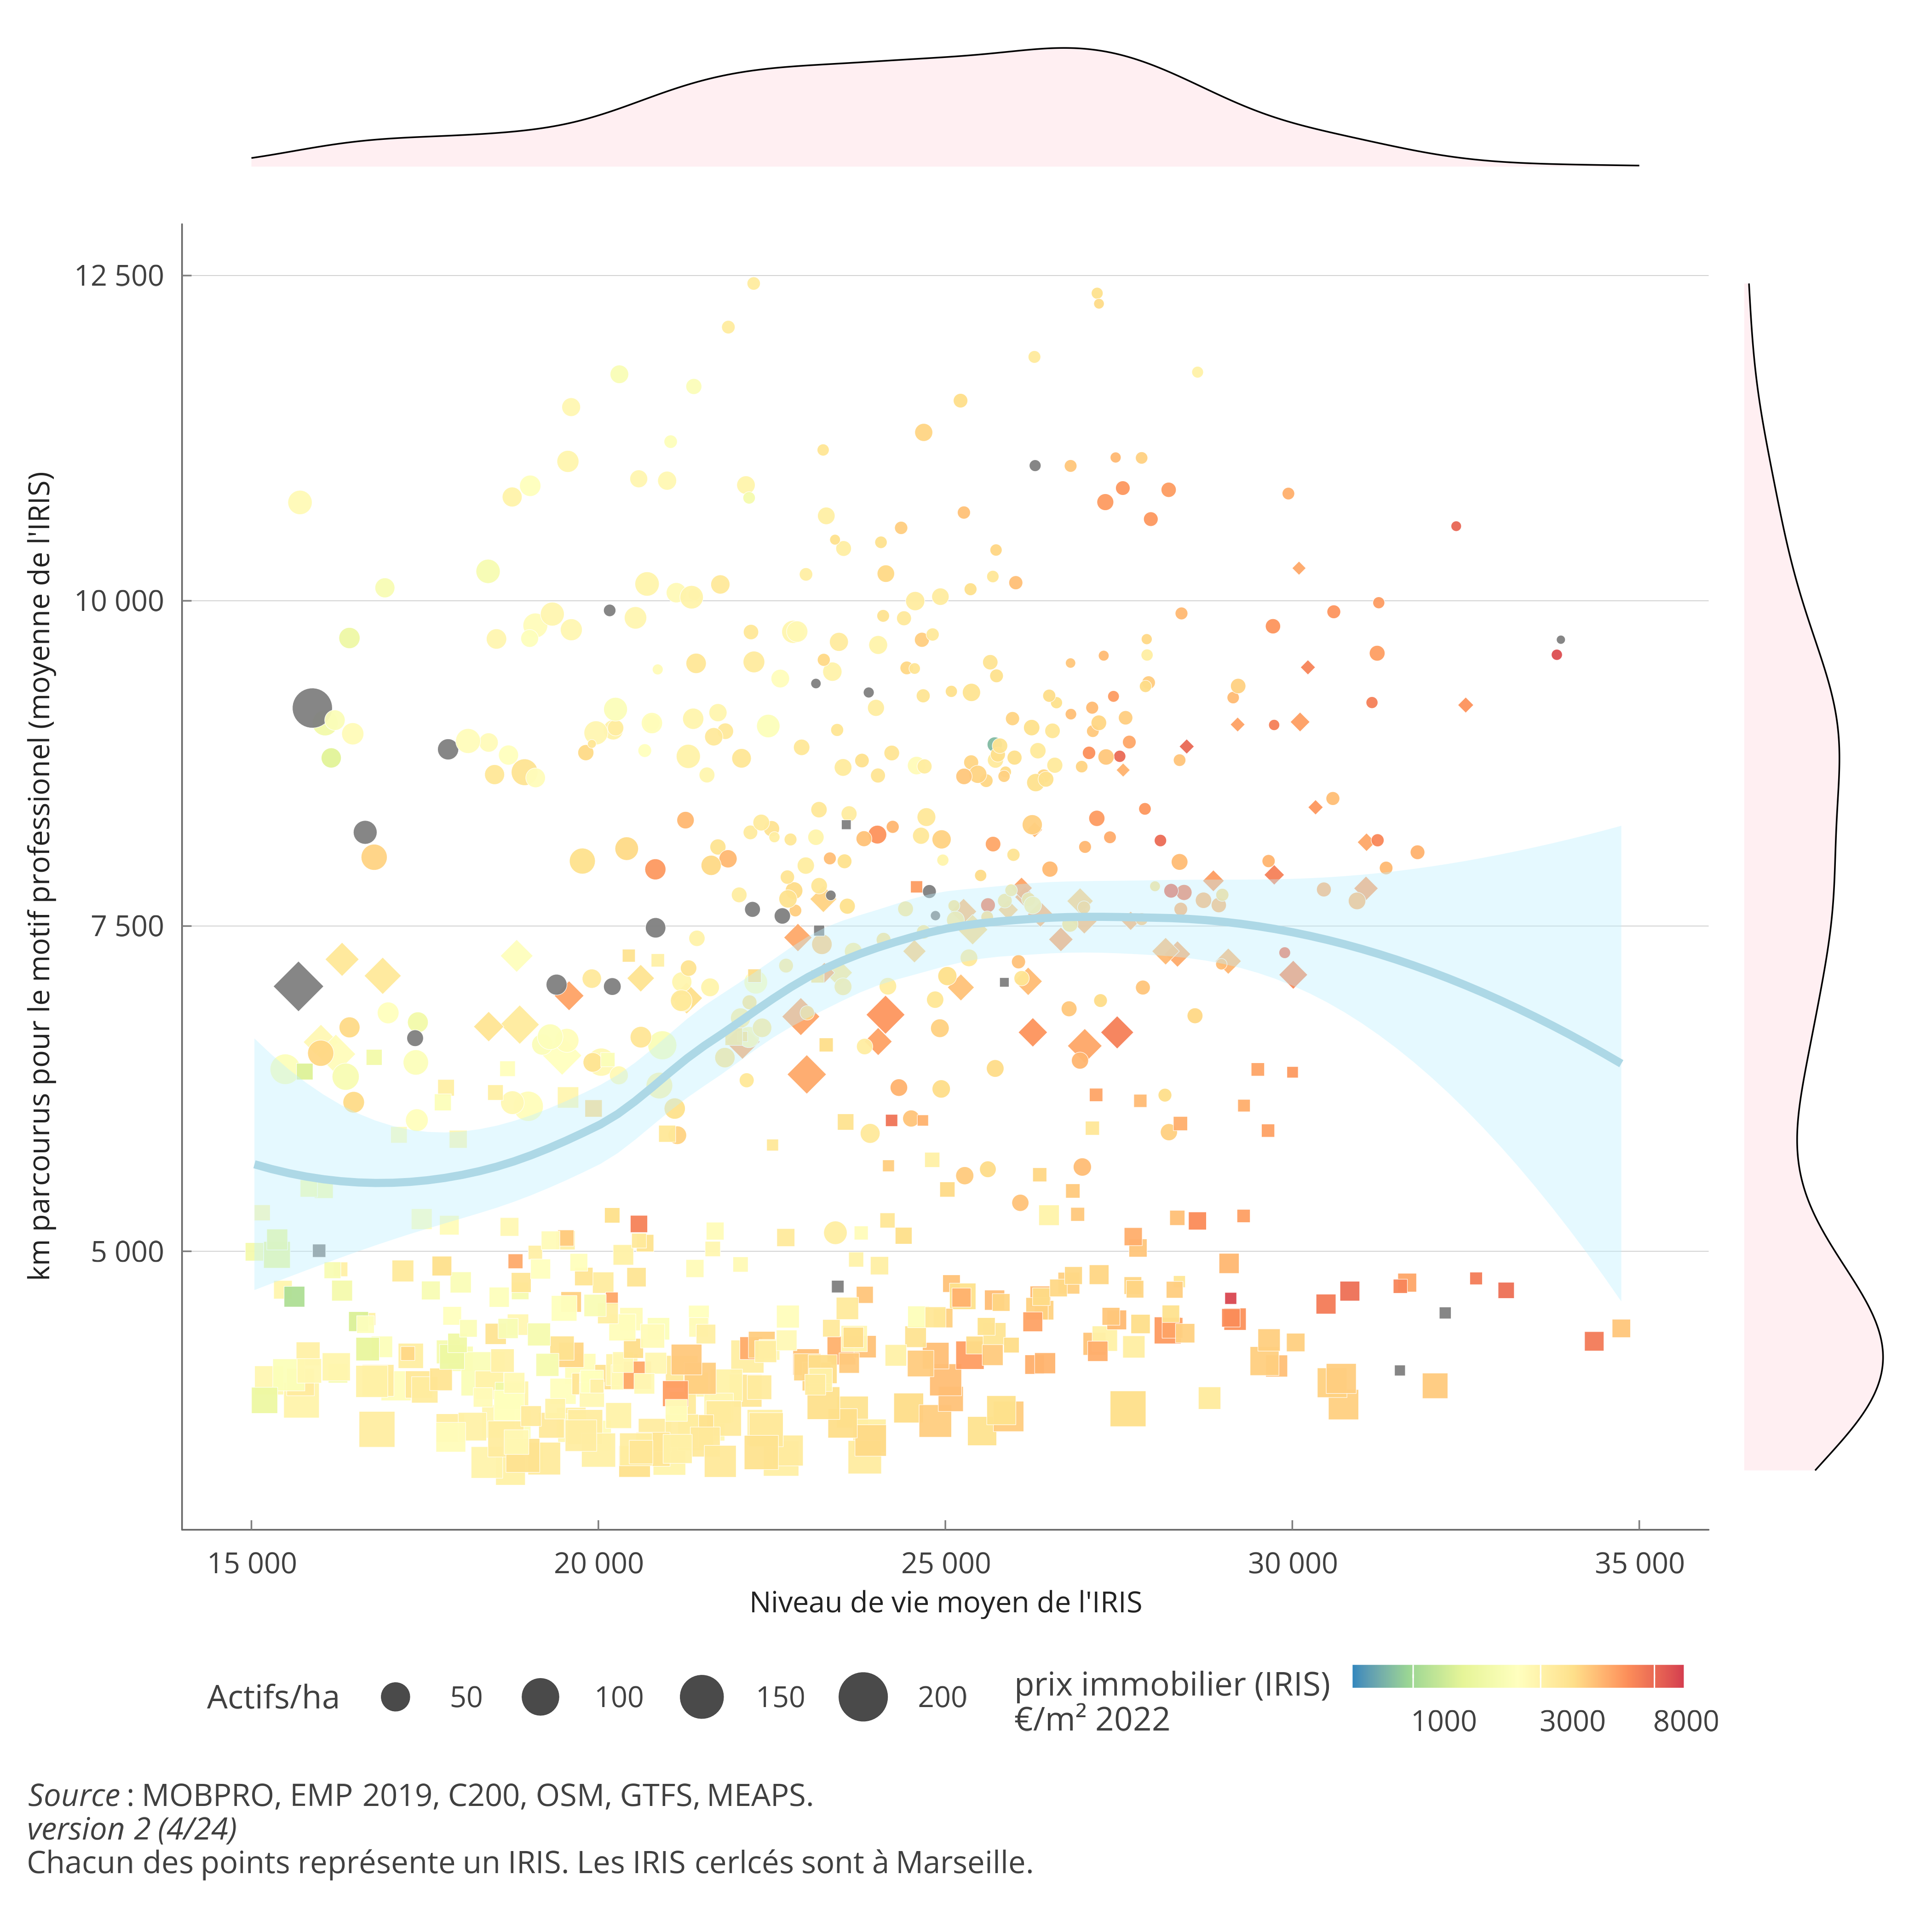 12 500
10 000
7 500
5 000
km parcourus pour le motif professionel (moyenne de l'IRIS)
15 000 20 000 25 000 30 000 35 000
Niveau de vie moyen de l'IRIS
Actifs/ha 50 100 150 200
prix immobilier (IRIS)
€/m² 2022
1000 3000 8000
Source : MOBPRO, EMP 2019, C200, OSM, GTFS, MEAPS.
version 2 (4/24)
Chacun des points représente un IRIS. Les IRIS cerlcés sont à Marseille.